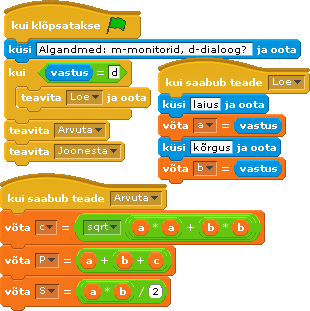 kui klõpsatakse
küsi Algandmed: m-monitorid, d-dialoog? ja oota
kui vastus = d
teavita Loe ja oota
teavita Arvuta
teavita Joonesta
kui saabub teade Loe
küsi laius ja oota
võta a = vastus
küsi kõrgus ja oota
võta b = vastus
kui saabub teade Arvuta
võta c = sqrt a * a + b * b
võta P = a + b + c
võta S = a * b / 2